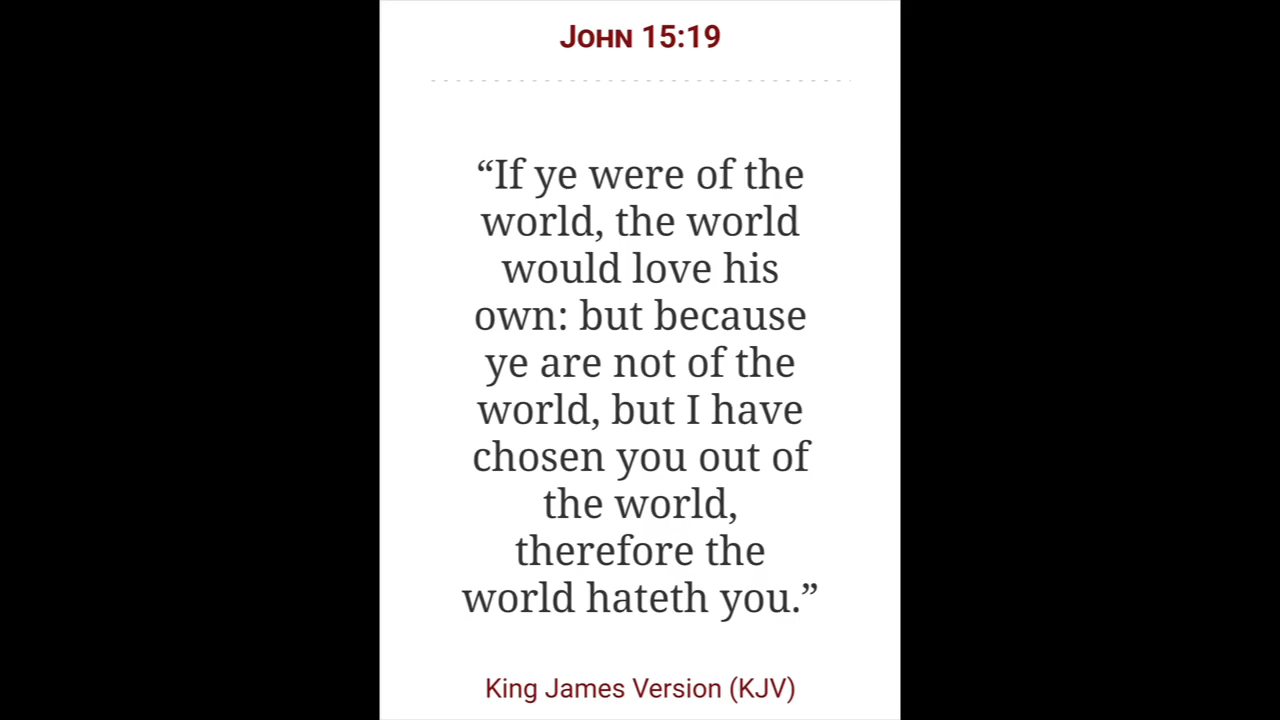 John 15:19
“If ye were of the
world, the world
would love his
own: but because
ye are not of the
world, but I have
chosen you out of
the world,
therefore the
world hateth you.”
King James Version (KJV)